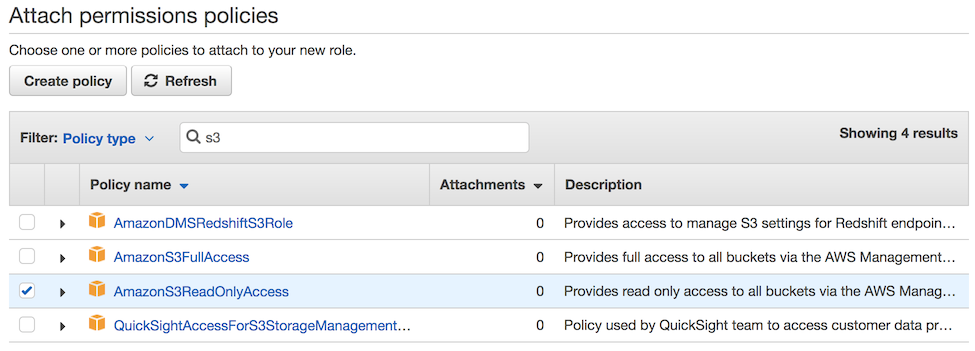 Attach permissions policies
Choose one or more policies to attach to your new role.
Create policy Refresh
Filter: Policy type s3 Showing 4 results
Policy name Attachments Description
AmazonDMSRedshiftS3Role 0 Provides access to manage S3 settings for Redshift endpoin…
AmazonS3FullAccess 0 Provides full access to all buckets via the AWS Management…
AmazonS3ReadOnlyAccess 0 Provides read only access to all buckets via the AWS Manag…
QuickSightAccessForS3StorageManagement… 0 Policy used by QuickSight team to access customer data pr…